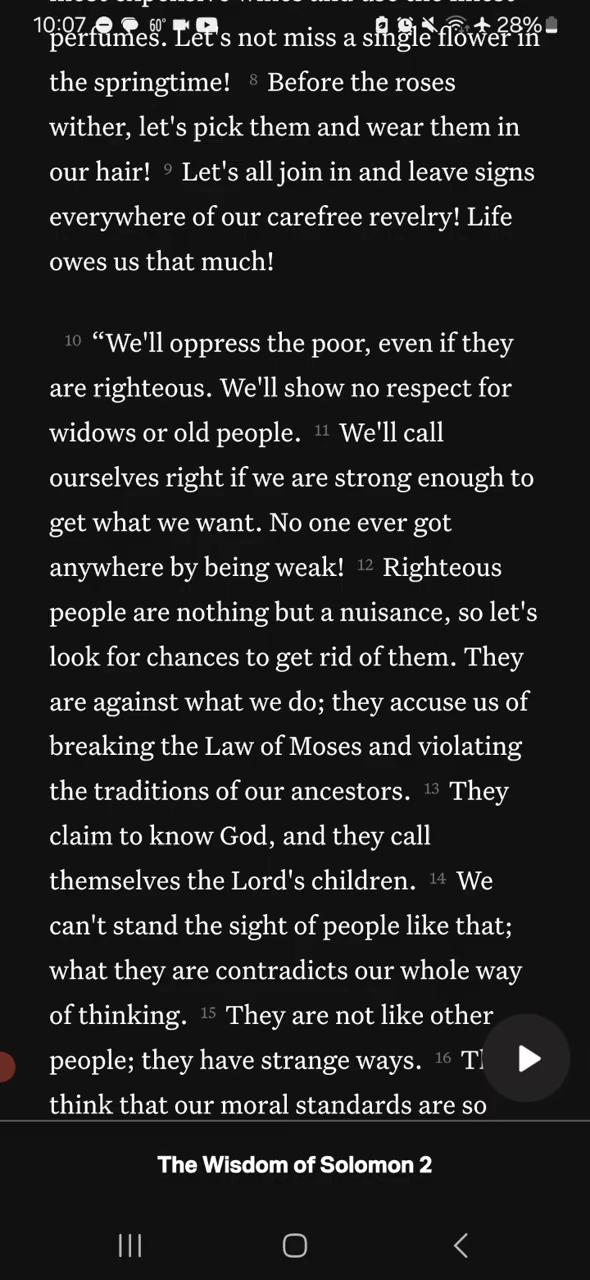 10:07 60° 28%
perfumes. Let's not miss a single flower in
the springtime! 8 Before the roses
wither, let's pick them and wear them in
our hair! 9 Let's all join in and leave signs
everywhere of our carefree revelry! Life
owes us that much!
10 “We'll oppress the poor, even if they
are righteous. We'll show no respect for
widows or old people. 11 We'll call
ourselves right if we are strong enough to
get what we want. No one ever got
anywhere by being weak! 12 Righteous
people are nothing but a nuisance, so let's
look for chances to get rid of them. They
are against what we do; they accuse us of
breaking the Law of Moses and violating
the traditions of our ancestors. 13 They
claim to know God, and they call
themselves the Lord's children. 14 We
can't stand the sight of people like that;
what they are contradicts our whole way
of thinking. 15 They are not like other
people; they have strange ways. 16
think that our moral standards are so
The Wisdom of Solomon 2